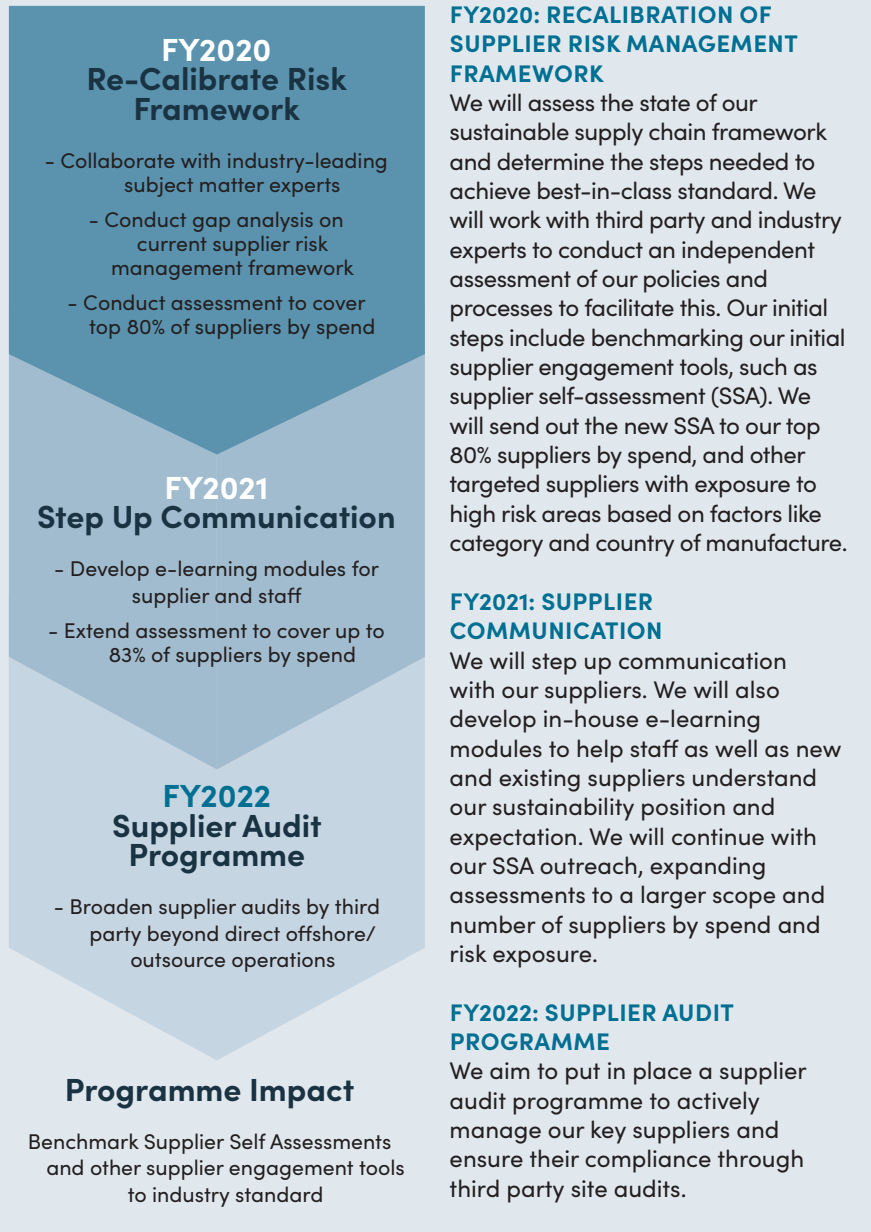 FY2020
Re-Calibrate Risk
Framework
- Collaborate with industry-leading
subject matter experts
- Conduct gap analysis on
current supplier risk
management framework
- Conduct assessment to cover
top 80% of suppliers by spend
FY2021
Step Up Communication
- Develop e-learning modules for
supplier and staff
- Extend assessment to cover up to
83% of suppliers by spend
FY2022
Supplier Audit
Programme
- Broaden supplier audits by third
party beyond direct offshore/
outsource operations
Programme Impact
Benchmark Supplier Self Assessments
and other supplier engagement tools
to industry standard
FY2020: RECALIBRATION OF
SUPPLIER RISK MANAGEMENT
FRAMEWORK
We will assess the state of our
sustainable supply chain framework
and determine the steps needed to
achieve best-in-class standard. We
will work with third party and industry
experts to conduct an independent
assessment of our policies and
processes to facilitate this. Our initial
steps include benchmarking our initial
supplier engagement tools, such as
supplier self-assessment (SSA). We
will send out the new SSA to our top
80% suppliers by spend, and other
targeted suppliers with exposure to
high risk areas based on factors like
category and country of manufacture.
FY2021: SUPPLIER
COMMUNICATION
We will step up communication
with our suppliers. We will also
develop in-house e-learning
modules to help staff as well as new
and existing suppliers understand
our sustainability position and
expectation. We will continue with
our SSA outreach, expanding
assessments to a larger scope and
number of suppliers by spend and
risk exposure.
FY2022: SUPPLIER AUDIT
PROGRAMME
We aim to put in place a supplier
audit programme to actively
manage our key suppliers and
ensure their compliance through
third party site audits.